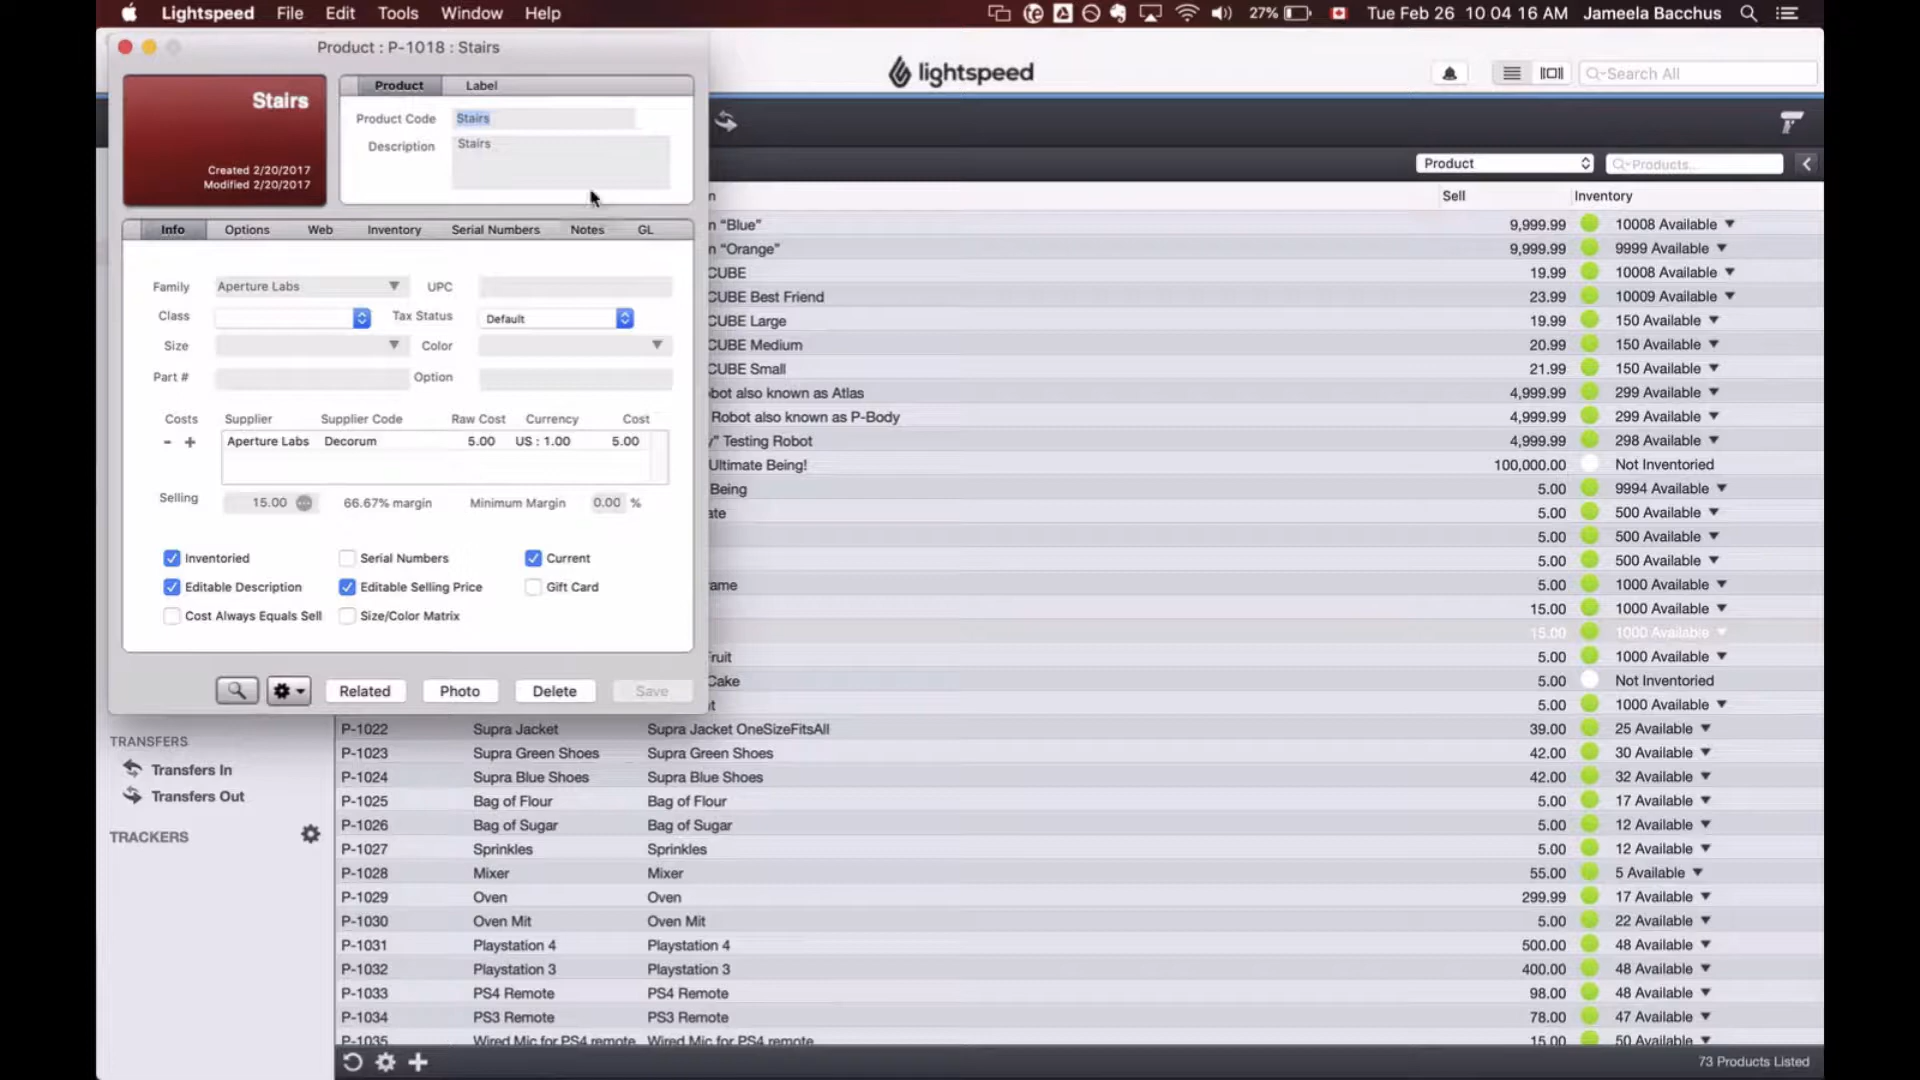 Lightspeed File Edit Tools Window Help 27% Tue Feb 26 10 04 16 AM Jameela Bacchus
Product : P-1018 : Stairs
lightspeed
Search All
Stairs
Created 2/20/2017
Modified 2/20/2017
Product Label
Product Code Stairs
Description Stairs
Product Products...
Sell Inventory
Info Options Web Inventory Serial Numbers Notes GL
Family Aperture Labs UPC
Class Tax Status Default
Size Color
Part # Option
Costs Supplier Supplier Code Raw Cost Currency Cost
- + Aperture Labs Decorum 5.00 US : 1.00 5.00
Selling 15.00 66.67% margin Minimum Margin 0.00 %
Inventoried Serial Numbers Current
Editable Description Editable Selling Price Gift Card
Cost Always Equals Sell Size/Color Matrix
Related Photo Delete Save
n "Blue" 9,999.99 10008 Available
n "Orange" 9,999.99 9999 Available
CUBE 19.99 10008 Available
CUBE Best Friend 23.99 10009 Available
CUBE Large 19.99 150 Available
CUBE Medium 20.99 150 Available
CUBE Small 21.99 150 Available
bot also known as Atlas 4,999.99 299 Available
Robot also known as P-Body 4,999.99 299 Available
y" Testing Robot 4,999.99 298 Available
Ultimate Being! 100,000.00 Not Inventoried
Being 5.00 9994 Available
ate 5.00 500 Available
5.00 500 Available
5.00 500 Available
rame 5.00 1000 Available
15.00 1000 Available
15.00 1000 Available
Fruit 5.00 1000 Available
Cake 5.00 Not Inventoried
t 5.00 1000 Available
P-1022 Supra Jacket Supra Jacket OneSizeFitsAll 39.00 25 Available
P-1023 Supra Green Shoes Supra Green Shoes 42.00 30 Available
P-1024 Supra Blue Shoes Supra Blue Shoes 42.00 32 Available
P-1025 Bag of Flour Bag of Flour 5.00 17 Available
P-1026 Bag of Sugar Bag of Sugar 5.00 12 Available
P-1027 Sprinkles Sprinkles 5.00 12 Available
P-1028 Mixer Mixer 55.00 5 Available
P-1029 Oven Oven 299.99 17 Available
P-1030 Oven Mit Oven Mit 5.00 22 Available
P-1031 Playstation 4 Playstation 4 500.00 48 Available
P-1032 Playstation 3 Playstation 3 400.00 48 Available
P-1033 PS4 Remote PS4 Remote 98.00 48 Available
P-1034 PS3 Remote PS3 Remote 78.00 47 Available
P-1035 Wired Mic for PS4 remote Wired Mic for PS4 remote 15.00 50 Available
TRANSFERS
Transfers In
Transfers Out
TRACKERS
73 Products Listed